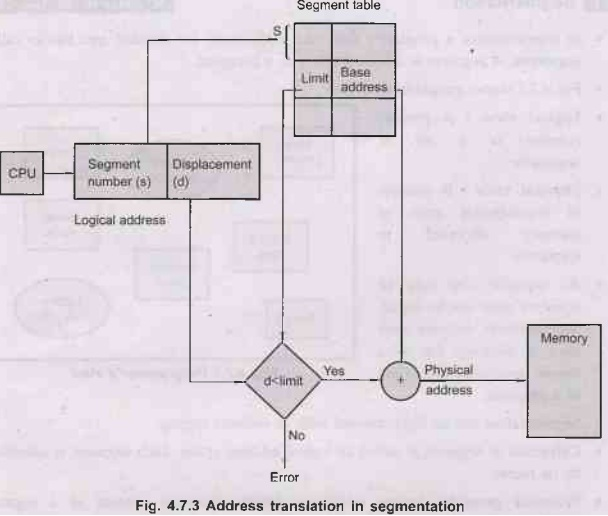 Segment table
S
Limit
Base
address
CPU
Segment
number (s)
Displacement
(d)
Logical address
Memory
d<limit
Yes
+
Physical
address
No
Error
Fig. 4.7.3 Address translation in segmentation